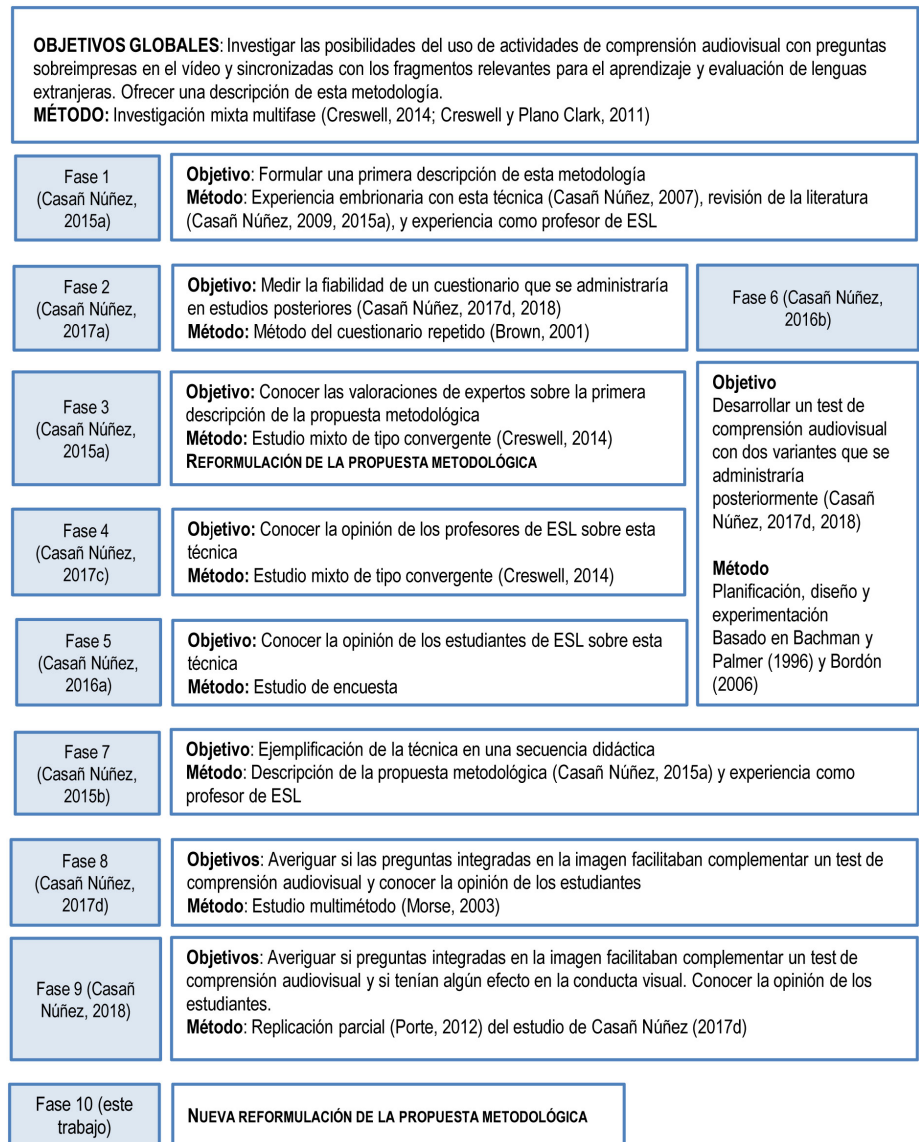 OBJETIVOS GLOBALES: Investigar las posibilidades del uso de actividades de comprensión audiovisual con preguntas
sobreimpresas en el vídeo y sincronizadas con los fragmentos relevantes para el aprendizaje y evaluación de lenguas
extranjeras. Ofrecer una descripción de esta metodología.
MÉTODO: Investigación mixta multifase (Creswell, 2014; Creswell y Plano Clark, 2011)
Fase 1
(Casañ Núñez,
2015a)
Objetivo: Formular una primera descripción de esta metodología
Método: Experiencia embrionaria con esta técnica (Casañ Núñez, 2007), revisión de la literatura
(Casañ Núñez, 2009, 2015a), y experiencia como profesor de ESL
Fase 2
(Casañ Núñez,
2017a)
Objetivo: Medir la fiabilidad de un cuestionario que se administraría
en estudios posteriores (Casañ Núñez, 2017d, 2018)
Método: Método del cuestionario repetido (Brown, 2001)
Fase 3
(Casañ Núñez,
2015a)
Objetivo: Conocer las valoraciones de expertos sobre la primera
descripción de la propuesta metodológica
Método: Estudio mixto de tipo convergente (Creswell, 2014)
REFORMULACIÓN DE LA PROPUESTA METODOLÓGICA
Fase 4
(Casañ Núñez,
2017c)
Objetivo: Conocer la opinión de los profesores de ESL sobre esta
técnica
Método: Estudio mixto de tipo convergente (Creswell, 2014)
Fase 5
(Casañ Núñez,
2016a)
Objetivo: Conocer la opinión de los estudiantes de ESL sobre esta
técnica
Método: Estudio de encuesta
Fase 6 (Casañ Núñez,
2016b)
Objetivo
Desarrollar un test de
comprensión audiovisual
con dos variantes que se
administraría
posteriormente (Casañ
Núñez, 2017d, 2018)
Método
Planificación, diseño y
experimentación
Basado en Bachman y
Palmer (1996) y Bordón
(2006)
Fase 7
(Casañ Núñez,
2015b)
Objetivo: Ejemplificación de la técnica en una secuencia didáctica
Método: Descripción de la propuesta metodológica (Casañ Núñez, 2015a) y experiencia como
profesor de ESL
Fase 8
(Casañ Núñez,
2017d)
Objetivos: Averiguar si las preguntas integradas en la imagen facilitaban complementar un test de
comprensión audiovisual y conocer la opinión de los estudiantes
Método: Estudio multimétodo (Morse, 2003)
Fase 9 (Casañ
Núñez, 2018)
Objetivos: Averiguar si preguntas integradas en la imagen facilitaban complementar un test de
comprensión audiovisual y si tenían algún efecto en la conducta visual. Conocer la opinión de los
estudiantes.
Método: Replicación parcial (Porte, 2012) del estudio de Casañ Núñez (2017d)
Fase 10 (este
trabajo)
NUEVA REFORMULACIÓN DE LA PROPUESTA METODOLÓGICA